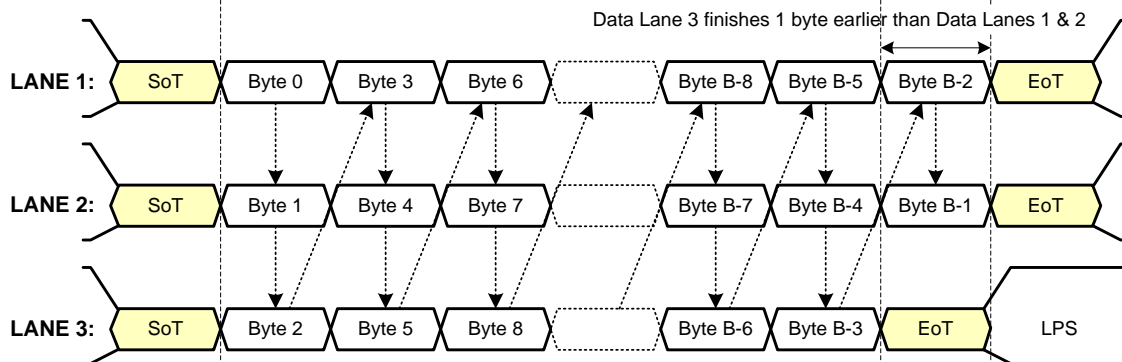 Data Lane 3 finishes 1 byte earlier than Data Lanes 1 & 2
LANE 1: SoT Byte 0 Byte 3 Byte 6 Byte B-8 Byte B-5 Byte B-2 EoT
LANE 2: SoT Byte 1 Byte 4 Byte 7 Byte B-7 Byte B-4 Byte B-1 EoT
LANE 3: SoT Byte 2 Byte 5 Byte 8 Byte B-6 Byte B-3 EoT LPS